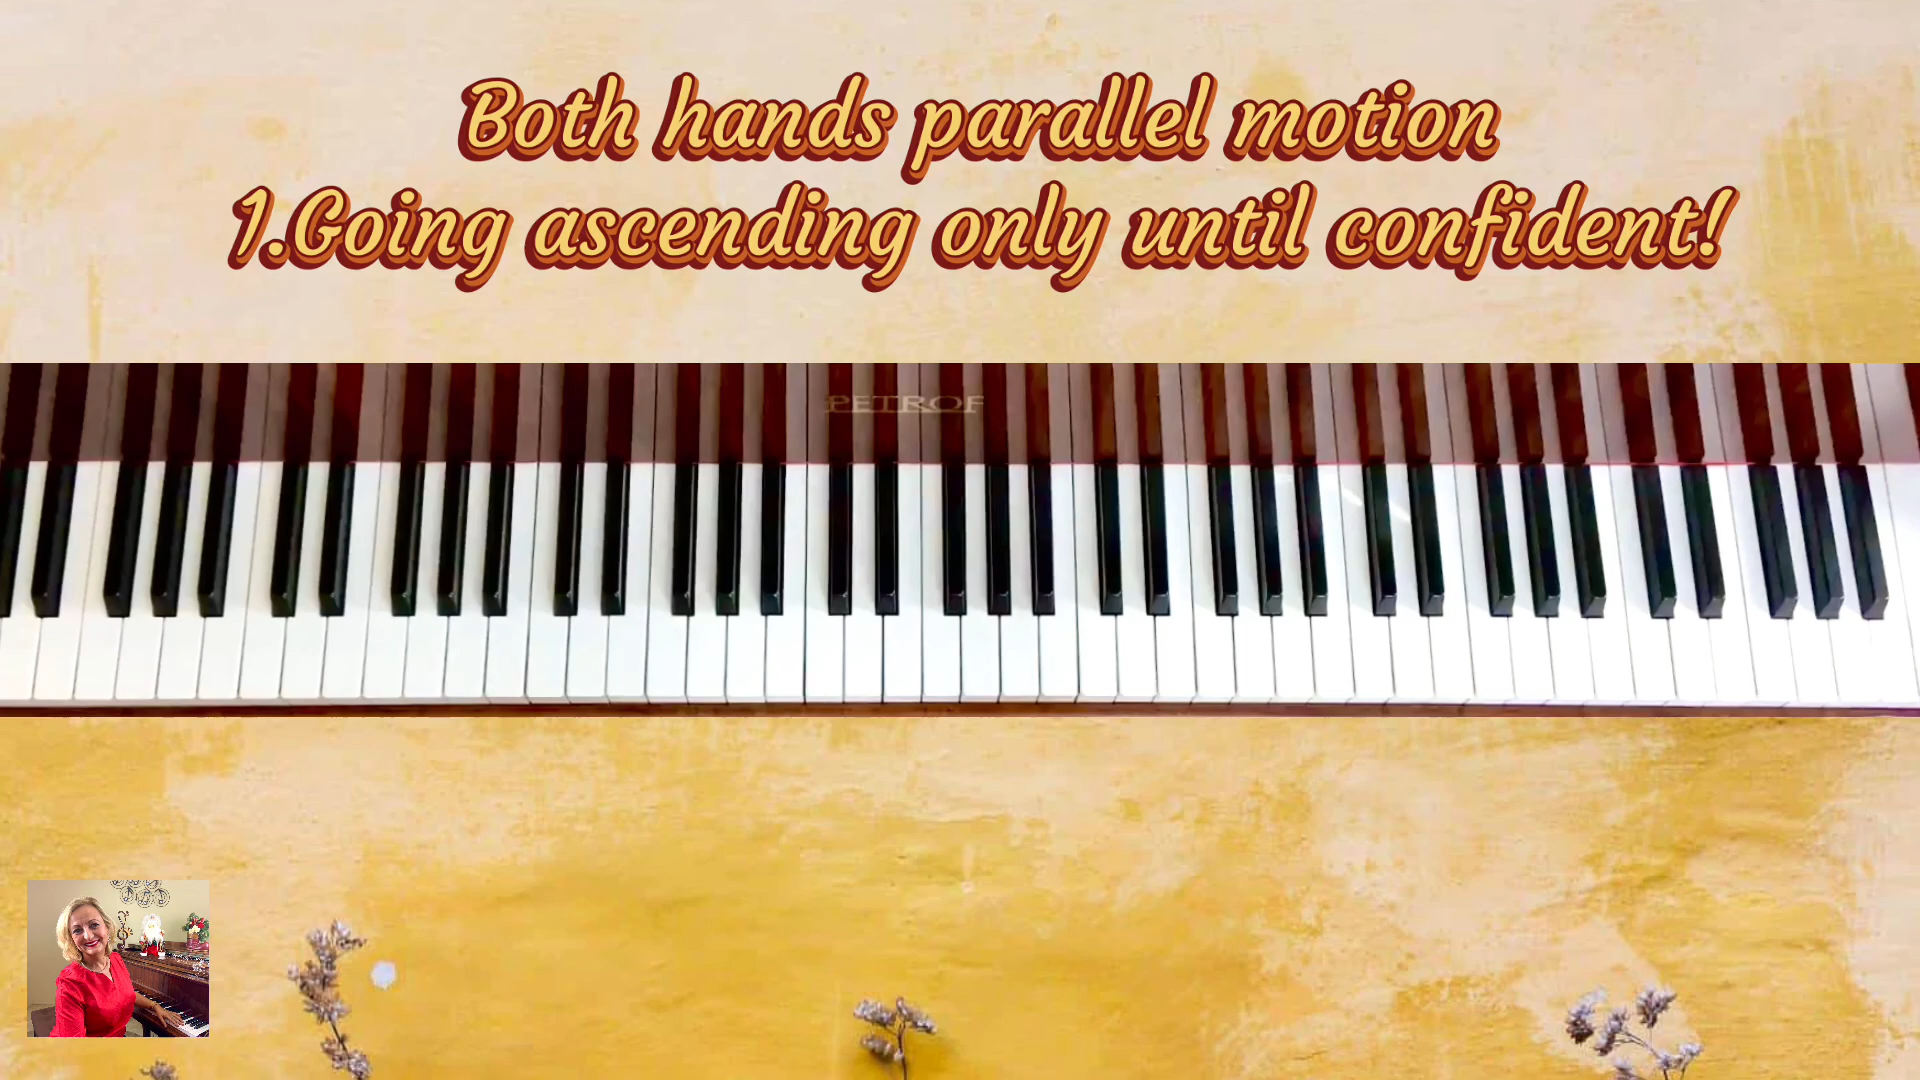 Both hands parallel motion
1.Going ascending only until confident!
PETROF